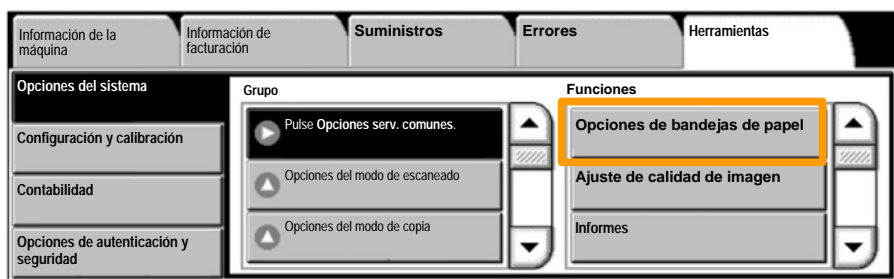 Información de la
máquina
Información de
facturación
Suministros
Errores
Herramientas
Opciones del sistema
Configuración y calibración
Contabilidad
Opciones de autenticación y
seguridad
Grupo
Pulse Opciones serv. comunes.
Opciones del modo de escaneado
Opciones del modo de copia
Funciones
Opciones de bandejas de papel
Ajuste de calidad de imagen
Informes